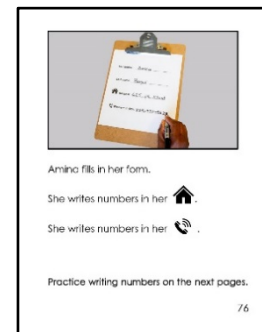 Amina fills in her form.
She writes numbers in her
She writes numbers in her .
Practice writing numbers on the next pages.
76